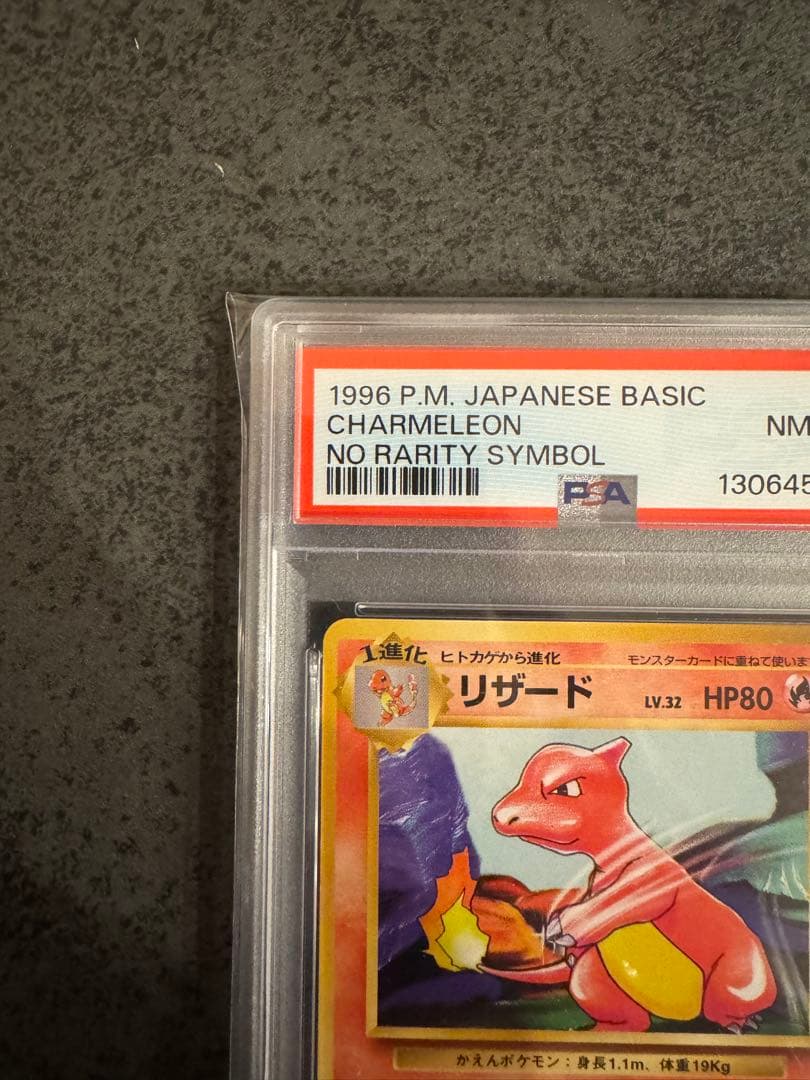 1996 P.M. JAPANESE BASIC
CHARMELEON NM
NO RARITY SYMBOL
PSA 130645
1進化 ヒトカゲから進化 モンスターカードに重ねて使いま
リザード LV.32 HP80
かえんポケモン：身長1.1m、体重19Kg